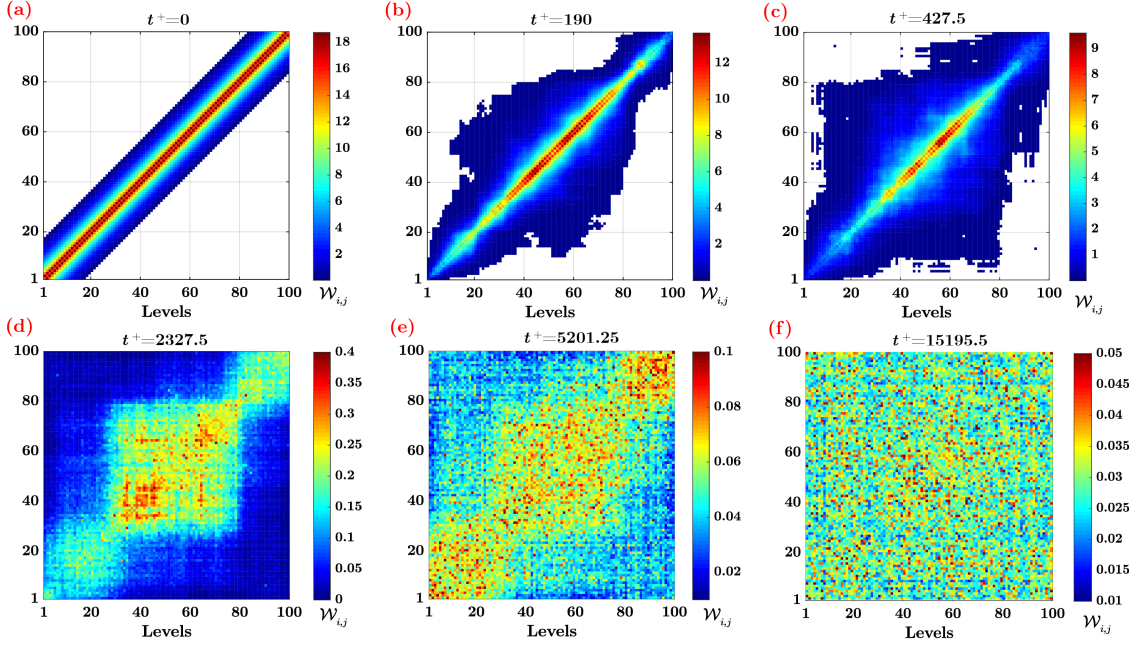 (a)
t⁺=0
100
80
60
40
20
1
1 20 40 60 80 100
Levels
18
16
14
12
10
8
6
4
2
𝒲i,j
(b)
t⁺=190
100
80
60
40
20
1
1 20 40 60 80 100
Levels
12
10
8
6
4
2
𝒲i,j
(c)
t⁺=427.5
100
80
60
40
20
1
1 20 40 60 80 100
Levels
9
8
7
6
5
4
3
2
1
𝒲i,j
(d)
t⁺=2327.5
100
80
60
40
20
1
1 20 40 60 80 100
Levels
0.4
0.35
0.3
0.25
0.2
0.15
0.1
0.05
0
𝒲i,j
(e)
t⁺=5201.25
100
80
60
40
20
1
1 20 40 60 80 100
Levels
0.1
0.08
0.06
0.04
0.02
𝒲i,j
(f)
t⁺=15195.5
100
80
60
40
20
1
1 20 40 60 80 100
Levels
0.05
0.045
0.04
0.035
0.03
0.025
0.02
0.015
0.01
𝒲i,j